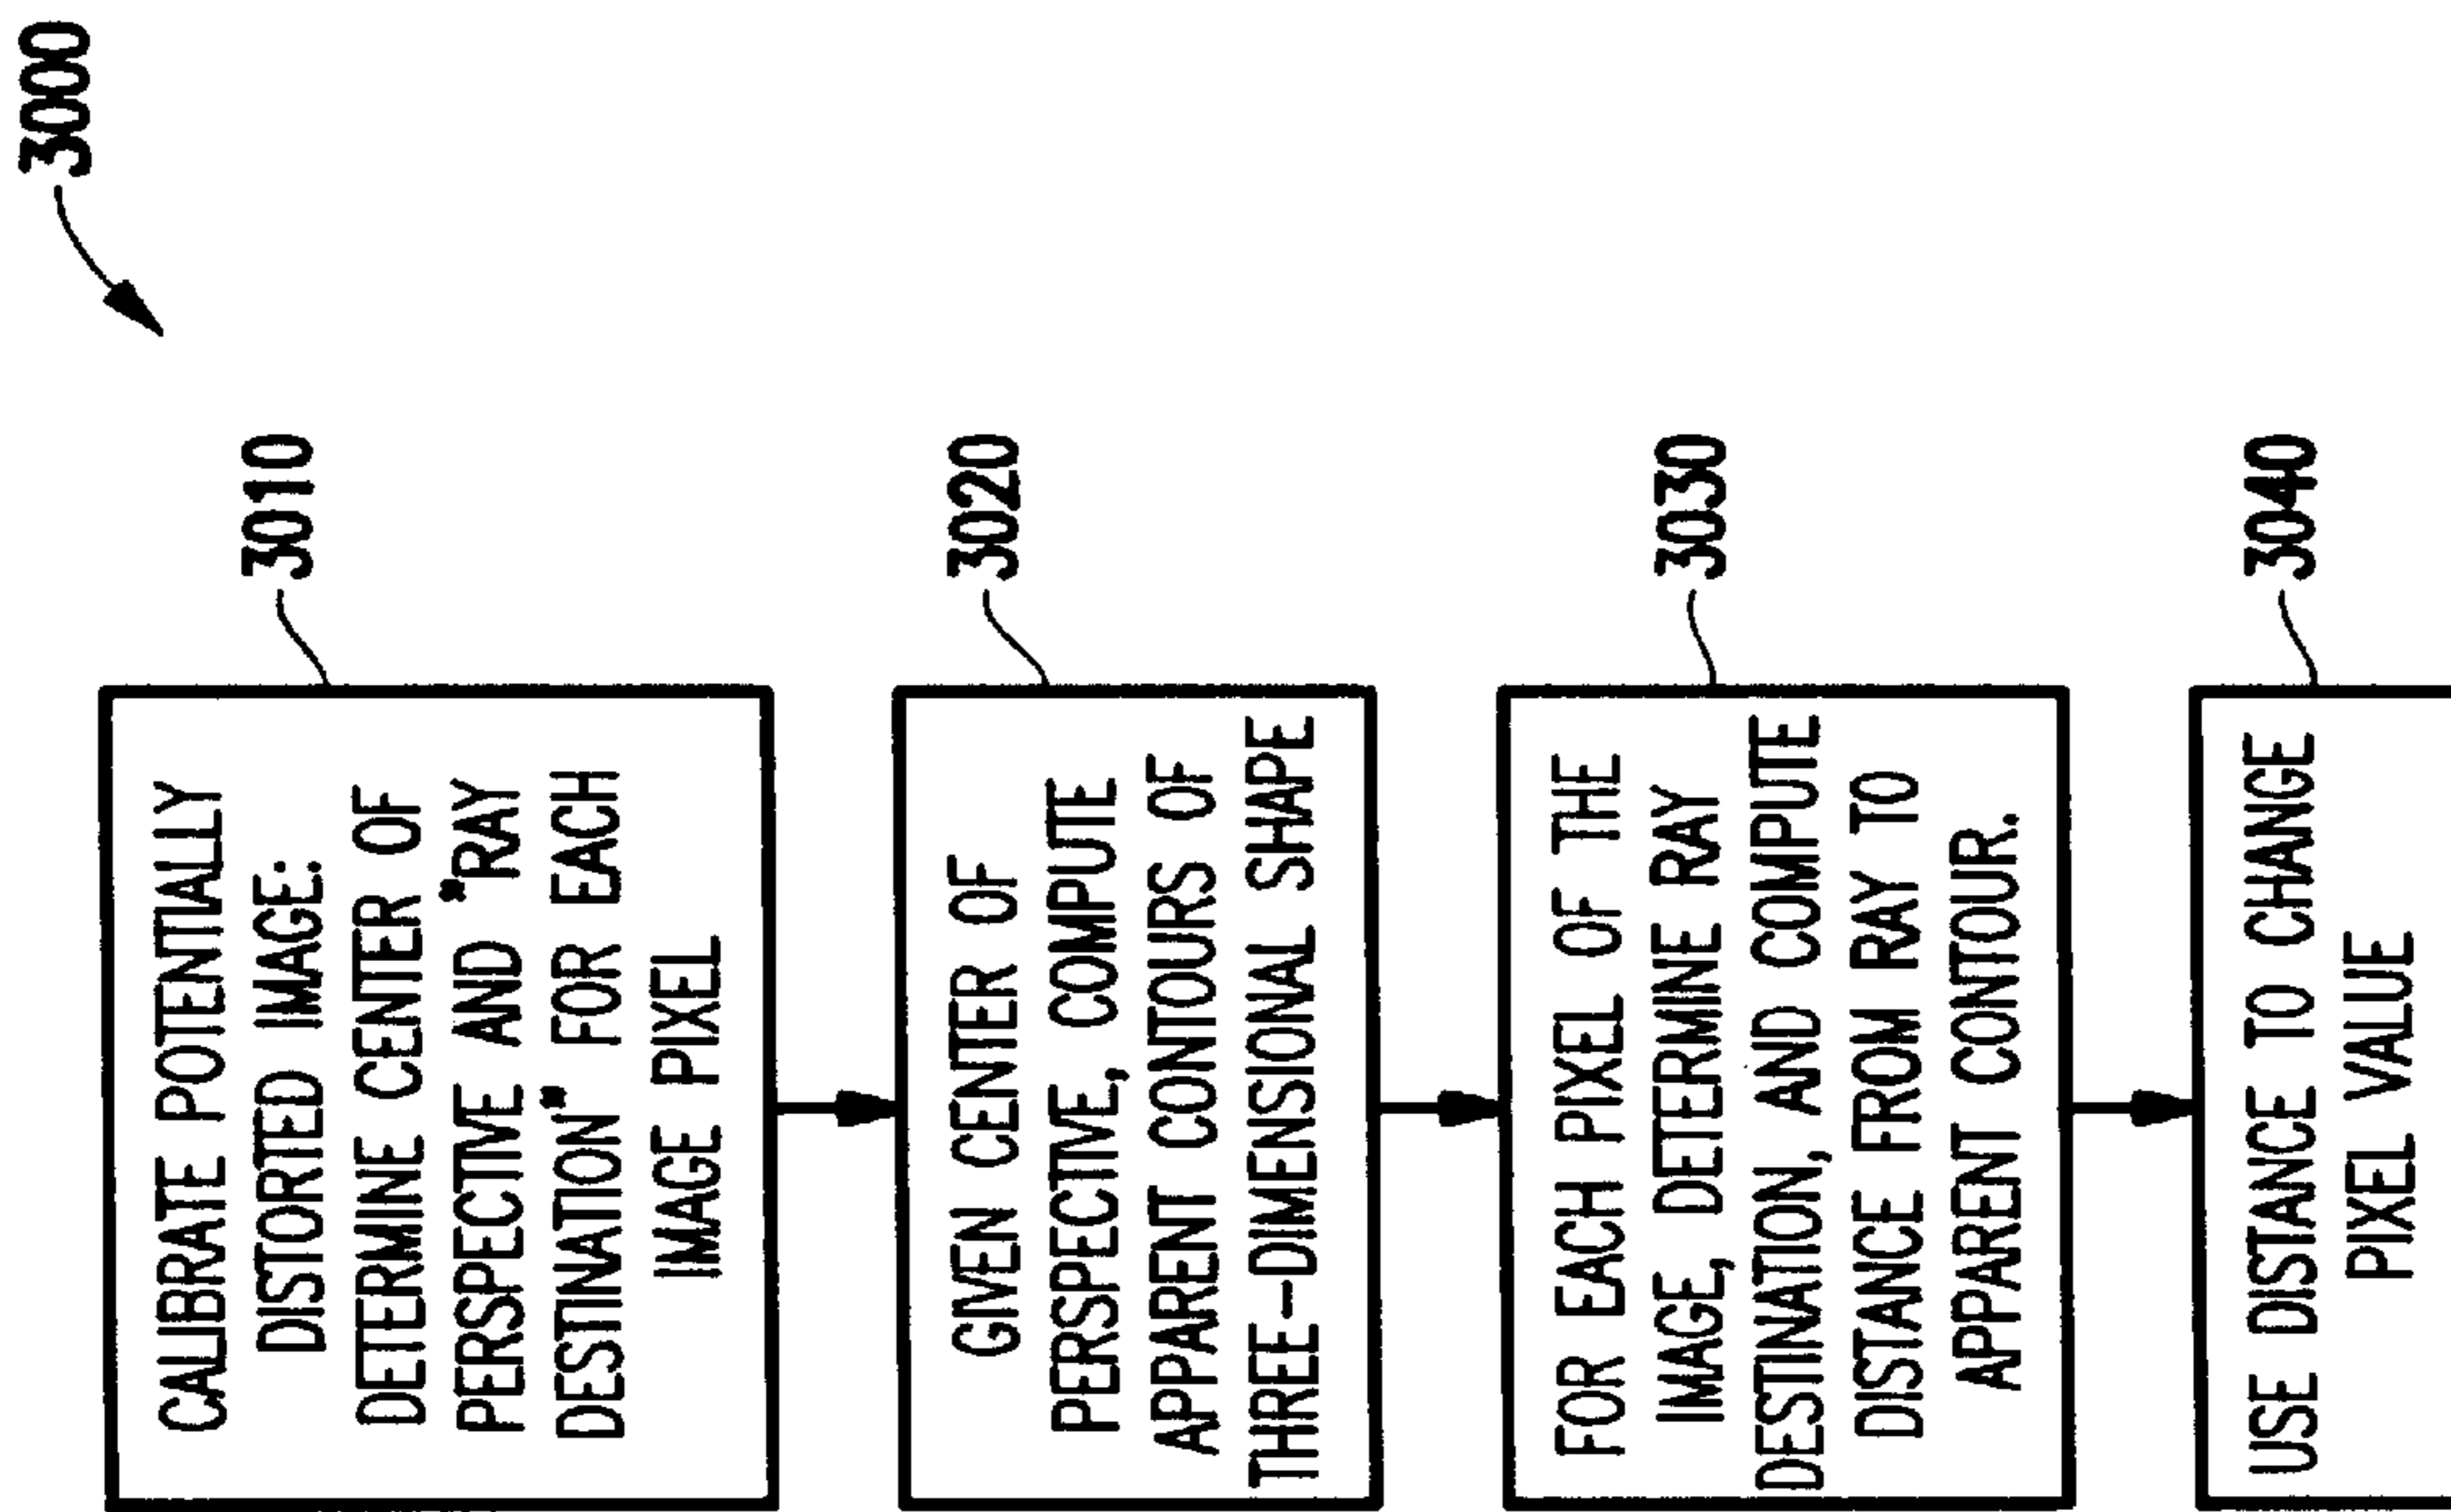 3000
3010
CALIBRATE POTENTIALLY
DISTORTED IMAGE:
DETERMINE CENTER OF
PERSPECTIVE AND "RAY
DESTINATION" FOR EACH
IMAGE PIXEL
3020
GIVEN CENTER OF
PERSPECTIVE, COMPUTE
APPARENT CONTOURS OF
THREE-DIMENSIONAL SHAPE
3030
FOR EACH PIXEL OF THE
IMAGE, DETERMINE RAY
DESTINATION, AND COMPUTE
DISTANCE FROM RAY TO
APPARENT CONTOUR.
3040
USE DISTANCE TO CHANGE
PIXEL VALUE